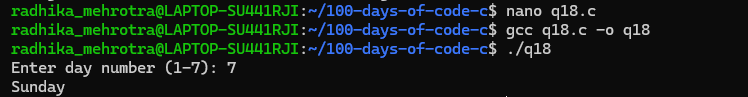 radhika_mehrotra@LAPTOP-SU441RJI:~/100-days-of-code-c$ nano q18.c
radhika_mehrotra@LAPTOP-SU441RJI:~/100-days-of-code-c$ gcc q18.c -o q18
radhika_mehrotra@LAPTOP-SU441RJI:~/100-days-of-code-c$ ./q18
Enter day number (1-7): 7
Sunday